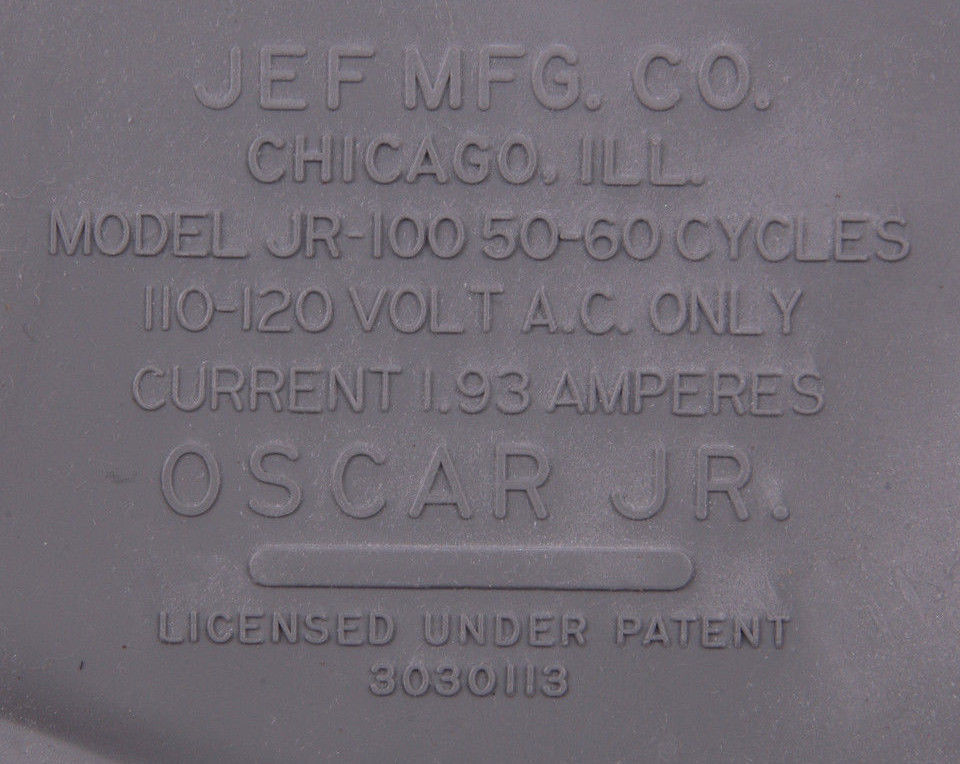 JEF MFG. CO.
CHICAGO. ILL.
MODEL JR-100 50-60 CYCLES
110-120 VOLT A.C. ONLY
CURRENT 1.93 AMPERES
OSCAR JR.
LICENSED UNDER PATENT
3030113